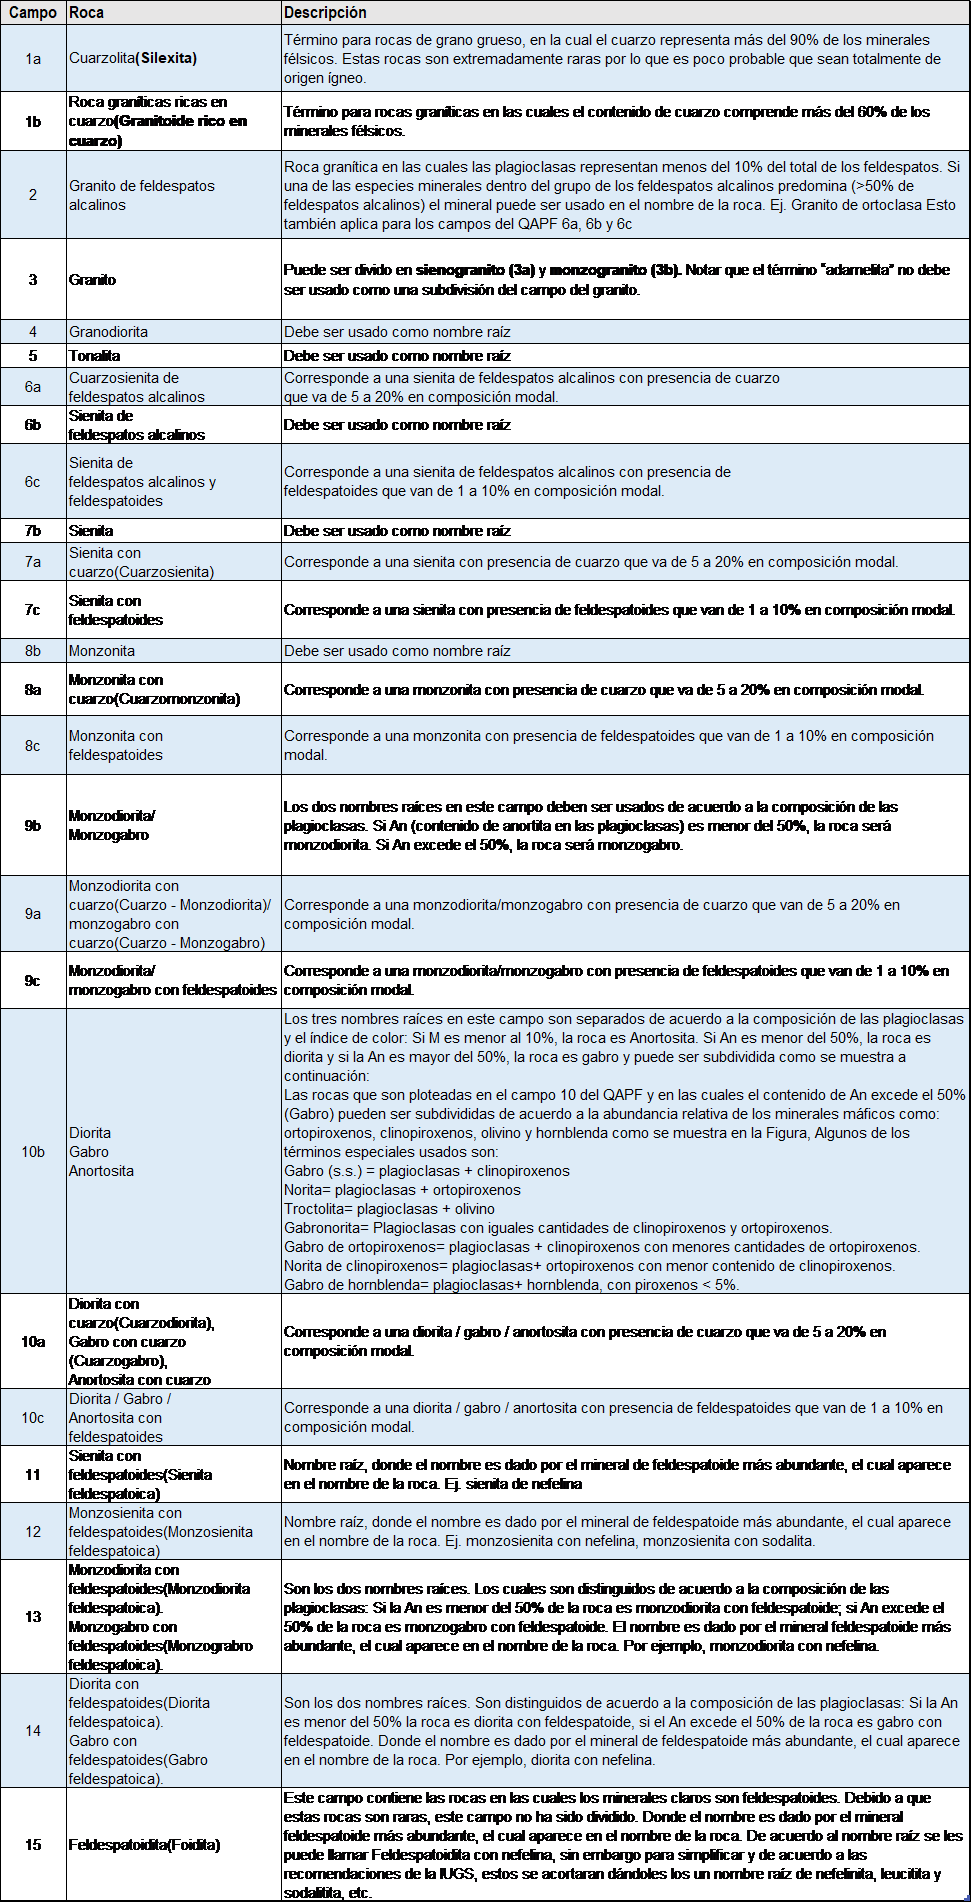 Campo Roca Descripción
1a Cuarzolita(Silexita)
Término para rocas de grano grueso, en la cual el cuarzo representa más del 90% de los minerales
félsicos. Estas rocas son extremadamente raras por lo que es poco probable que sean totalmente de
origen ígneo.
1b
Roca graníticas ricas en
cuarzo(Granitoide rico en
cuarzo)
Término para rocas graníticas en las cuales el contenido de cuarzo comprende más del 60% de los
minerales félsicos.
2
Granito de feldespatos
alcalinos
Roca granítica en las cuales las plagioclasas representan menos del 10% del total de los feldespatos. Si
una de las especies minerales dentro del grupo de los feldespatos alcalinos predomina (>50% de
feldespatos alcalinos) el mineral puede ser usado en el nombre de la roca. Ej. Granito de ortoclasa Esto
también aplica para los campos del QAPF 6a, 6b y 6c
3 Granito
Puede ser divido en sienogranito (3a) y monzogranito (3b). Notar que el término "adamelita" no debe
ser usado como una subdivisión del campo del granito.
4 Granodiorita Debe ser usado como nombre raíz
5 Tonalita Debe ser usado como nombre raíz
6a
Cuarzosienita de
feldespatos alcalinos
Corresponde a una sienita de feldespatos alcalinos con presencia de cuarzo
que va de 5 a 20% en composición modal.
6b
Sienita de
feldespatos alcalinos
Debe ser usado como nombre raíz
6c
Sienita de
feldespatos alcalinos y
feldespatoides
Corresponde a una sienita de feldespatos alcalinos con presencia de
feldespatoides que van de 1 a 10% en composición modal.
7b Sienita Debe ser usado como nombre raíz
7a
Sienita con
cuarzo(Cuarzosienita)
Corresponde a una sienita con presencia de cuarzo que va de 5 a 20% en composición modal.
7c
Sienita con
feldespatoides
Corresponde a una sienita con presencia de feldespatoides que van de 1 a 10% en composición modal.
8b Monzonita Debe ser usado como nombre raíz
8a
Monzonita con
cuarzo(Cuarzomonzonita)
Corresponde a una monzonita con presencia de cuarzo que va de 5 a 20% en composición modal.
8c
Monzonita con
feldespatoides
Corresponde a una monzonita con presencia de feldespatoides que van de 1 a 10% en composición
modal.
9b
Monzodiorita/
Monzogabro
Los dos nombres raíces en este campo deben ser usados de acuerdo a la composición de las
plagioclasas. Si An (contenido de anortita en las plagioclasas) es menor del 50%, la roca será
monzodiorita. Si An excede el 50%, la roca será monzogabro.
9a
Monzodiorita con
cuarzo(Cuarzo - Monzodiorita)/
monzogabro con
cuarzo(Cuarzo - Monzogabro)
Corresponde a una monzodiorita/monzogabro con presencia de cuarzo que van de 5 a 20% en
composición modal.
9c
Monzodiorita/
monzogabro con feldespatoides
Corresponde a una monzodiorita/monzogabro con presencia de feldespatoides que van de 1 a 10% en
composición modal.
10b
Diorita
Gabro
Anortosita
Los tres nombres raíces en este campo son separados de acuerdo a la composición de las plagioclasas
y el índice de color: Si M es menor al 10%, la roca es Anortosita. Si An es menor del 50%, la roca es
diorita y si la An es mayor del 50%, la roca es gabro y puede ser subdividida como se muestra a
continuación:
Las rocas que son ploteadas en el campo 10 del QAPF y en las cuales el contenido de An excede el 50%
(Gabro) pueden ser subdivididas de acuerdo a la abundancia relativa de los minerales máficos como:
ortopiroxenos, clinopiroxenos, olivino y hornblenda como se muestra en la Figura, Algunos de los
términos especiales usados son:
Gabro (s.s.) = plagioclasas + clinopiroxenos
Norita= plagioclasas + ortopiroxenos
Troctolita= plagioclasas + olivino
Gabronorita= Plagioclasas con iguales cantidades de clinopiroxenos y ortopiroxenos.
Gabro de ortopiroxenos= plagioclasas + clinopiroxenos con menores cantidades de ortopiroxenos.
Norita de clinopiroxenos= plagioclasas+ ortopiroxenos con menor contenido de clinopiroxenos.
Gabro de hornblenda= plagioclasas+ hornblenda, con piroxenos < 5%.
10a
Diorita con
cuarzo(Cuarzodiorita),
Gabro con cuarzo
(Cuarzogabro),
Anortosita con cuarzo
Corresponde a una diorita / gabro / anortosita con presencia de cuarzo que va de 5 a 20% en
composición modal.
10c
Diorita / Gabro /
Anortosita con
feldespatoides
Corresponde a una diorita / gabro / anortosita con presencia de feldespatoides que van de 1 a 10% en
composición modal.
11
Sienita con
feldespatoides(Sienita
feldespatoica)
Nombre raíz, donde el nombre es dado por el mineral de feldespatoide más abundante, el cual aparece
en el nombre de la roca. Ej. sienita de nefelina
12
Monzosienita con
feldespatoides(Monzosienita
feldespatoica)
Nombre raíz, donde el nombre es dado por el mineral de feldespatoide más abundante, el cual aparece
en el nombre de la roca. Ej. monzosienita con nefelina, monzosienita con sodalita.
13
Monzodiorita con
feldespatoides(Monzodiorita
feldespatoica).
Monzogabro con
feldespatoides(Monzograbro
feldespatoica).
Son los dos nombres raíces. Los cuales son distinguidos de acuerdo a la composición de las
plagioclasas: Si la An es menor del 50% de la roca es monzodiorita con feldespatoide; si An excede el
50% de la roca es monzogabro con feldespatoide. El nombre es dado por el mineral feldespatoide más
abundante, el cual aparece en el nombre de la roca. Por ejemplo, monzodiorita con nefelina.
14
Diorita con
feldespatoides(Diorita
feldespatoica).
Gabro con
feldespatoides(Gabro
feldespatoica).
Son los dos nombres raíces. Son distinguidos de acuerdo a la composición de las plagioclasas: Si la An
es menor del 50% la roca es diorita con feldespatoide, si el An excede el 50% de la roca es gabro con
feldespatoide. Donde el nombre es dado por el mineral de feldespatoide más abundante, el cual aparece
en el nombre de la roca. Por ejemplo, diorita con nefelina.
15 Feldespatoidita(Foidita)
Este campo contiene las rocas en las cuales los minerales claros son feldespatoides. Debido a que
estas rocas son raras, este campo no ha sido dividido. Donde el nombre es dado por el mineral
feldespatoide más abundante, el cual aparece en el nombre de la roca. De acuerdo al nombre raíz se les
puede llamar Feldespatoidita con nefelina, sin embargo para simplificar y de acuerdo a las
recomendaciones de la IUGS, estos se acortaran dándoles los un nombre raíz de nefelinita, leucitita y
sodalitita, etc.